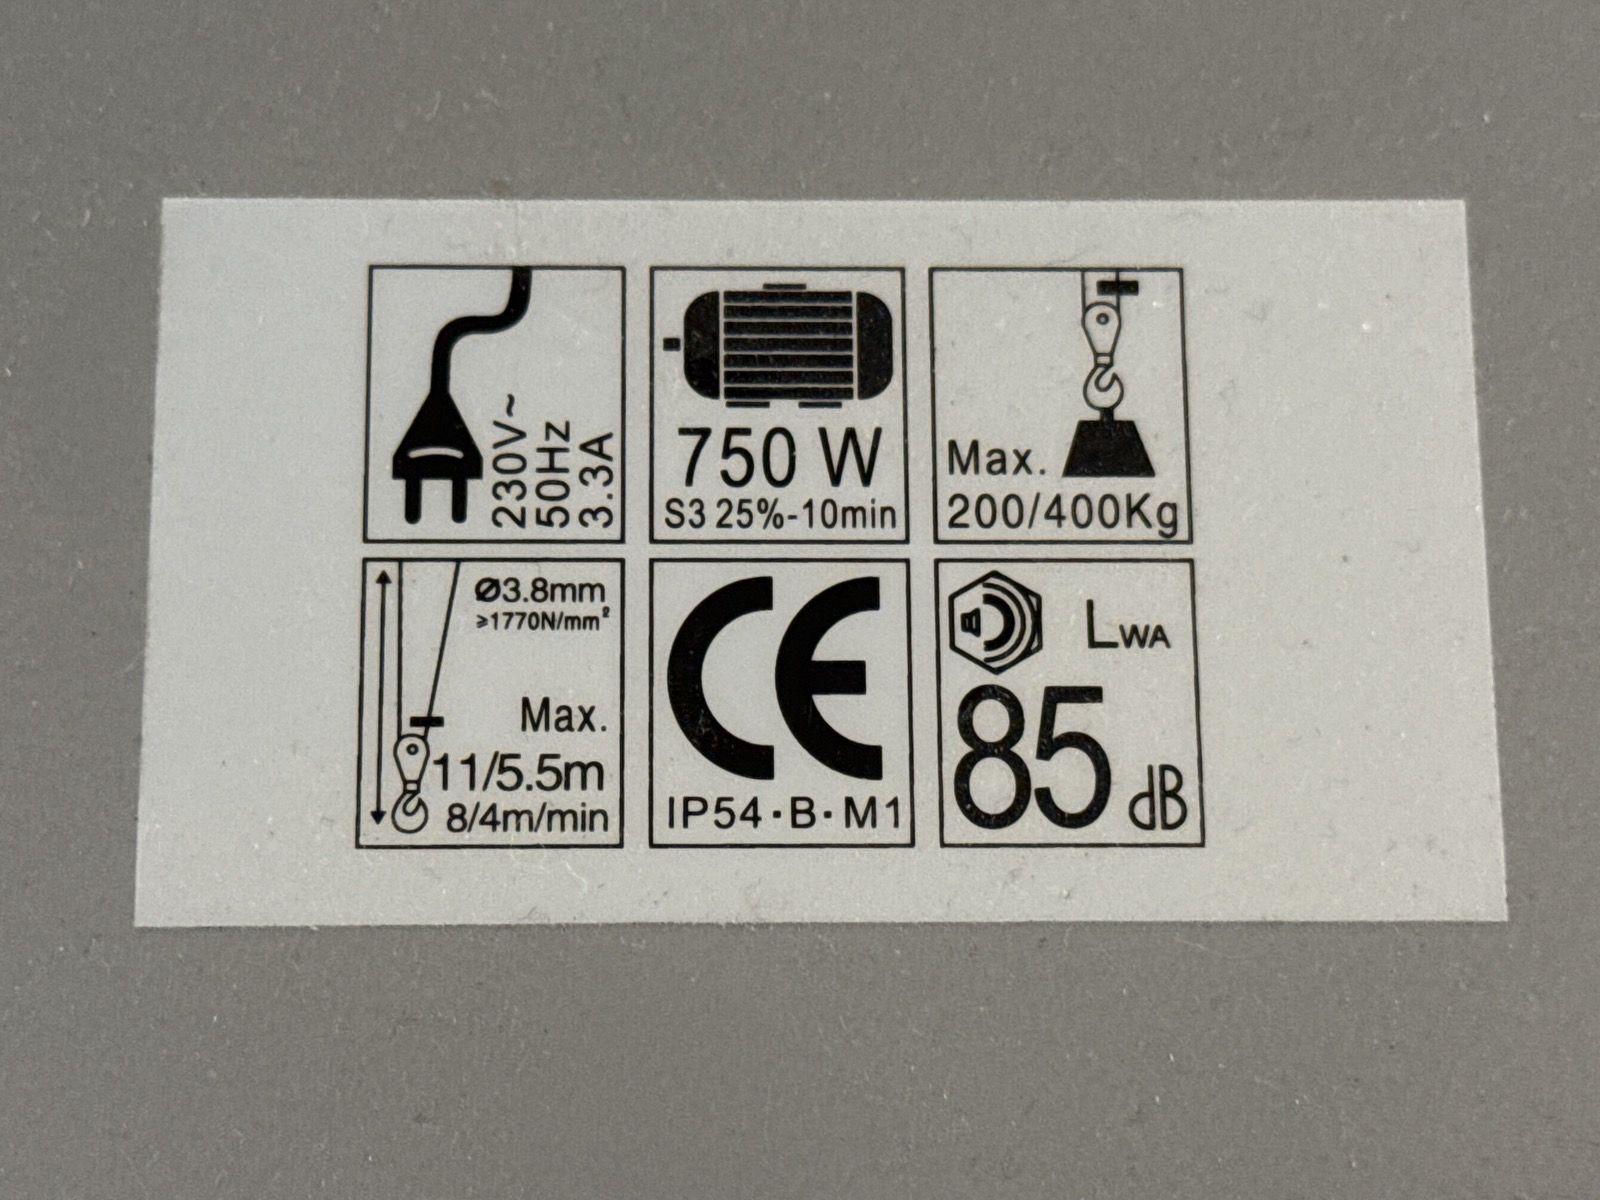 230V~
50Hz
3.3A
750 W
S3 25%-10min
Max.
200/400Kg
Ø3.8mm
≥1770N/mm²
Max.
11/5.5m
8/4m/min
CE
IP54·B·M1
LWA
85 dB